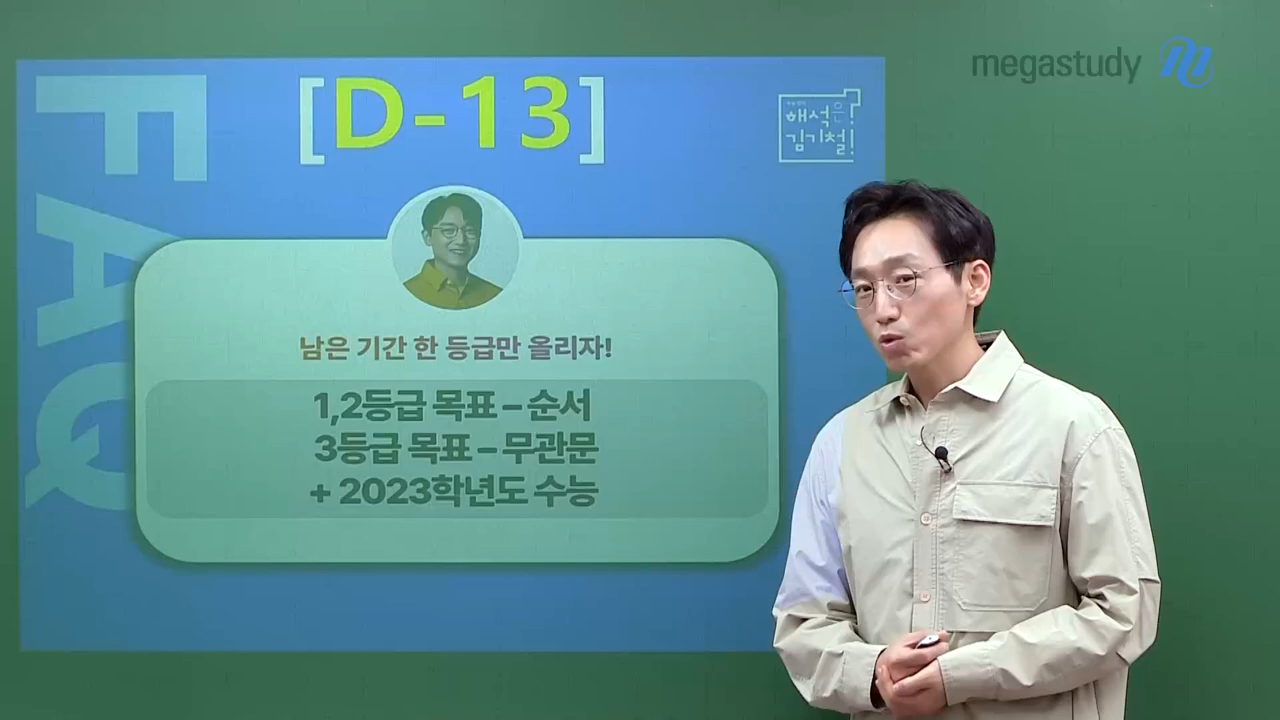 megastudy
FAQ
[D-13]
해석은!
김기철!
남은 기간 한 등급만 올리자!
1,2등급 목표 – 순서
3등급 목표 – 무관문
+ 2023학년도 수능